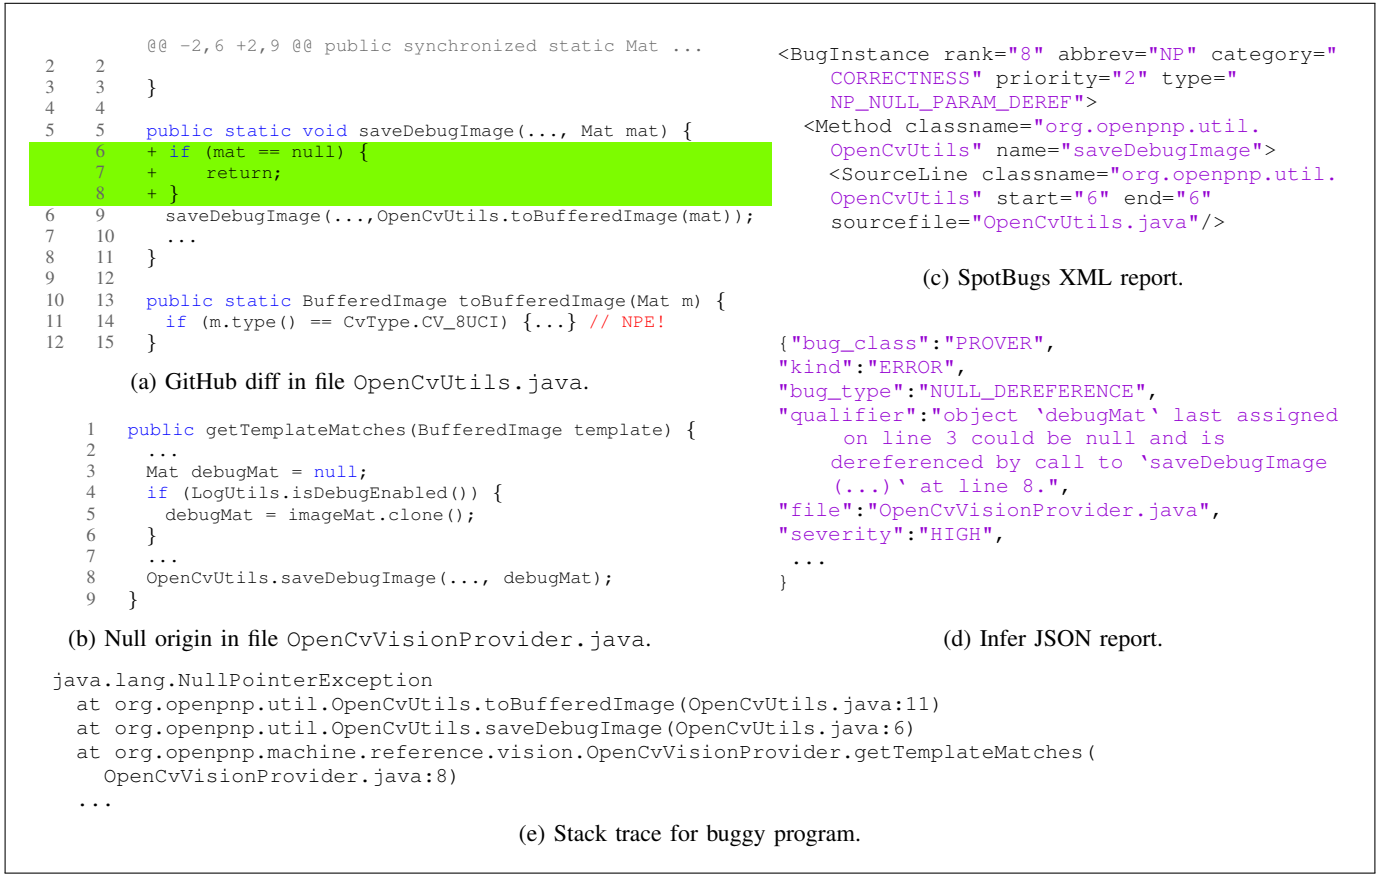 @@ -2,6 +2,9 @@ public synchronized static Mat ...
2 2
3 3 }
4 4
5 5 public static void saveDebugImage(..., Mat mat) {
6 + if (mat == null) {
7 + return;
8 + }
6 9 saveDebugImage(...,OpenCvUtils.toBufferedImage(mat));
7 10 ...
8 11 }
9 12
10 13 public static BufferedImage toBufferedImage(Mat m) {
11 14 if (m.type() == CvType.CV_8UCI) {...} // NPE!
12 15 }
(a) GitHub diff in file OpenCvUtils.java.
1 public getTemplateMatches(BufferedImage template) {
2 ...
3 Mat debugMat = null;
4 if (LogUtils.isDebugEnabled()) {
5 debugMat = imageMat.clone();
6 }
7 ...
8 OpenCvUtils.saveDebugImage(..., debugMat);
9 }
(b) Null origin in file OpenCvVisionProvider.java.
<BugInstance rank="8" abbrev="NP" category="
CORRECTNESS" priority="2" type="
NP_NULL_PARAM_DEREF">
<Method classname="org.openpnp.util.
OpenCvUtils" name="saveDebugImage">
<SourceLine classname="org.openpnp.util.
OpenCvUtils" start="6" end="6"
sourcefile="OpenCvUtils.java"/>
(c) SpotBugs XML report.
{"bug_class":"PROVER",
"kind":"ERROR",
"bug_type":"NULL_DEREFERENCE",
"qualifier":"object `debugMat` last assigned
on line 3 could be null and is
dereferenced by call to `saveDebugImage
(...)` at line 8.",
"file":"OpenCvVisionProvider.java",
"severity":"HIGH",
...
}
(d) Infer JSON report.
java.lang.NullPointerException
at org.openpnp.util.OpenCvUtils.toBufferedImage(OpenCvUtils.java:11)
at org.openpnp.util.OpenCvUtils.saveDebugImage(OpenCvUtils.java:6)
at org.openpnp.machine.reference.vision.OpenCvVisionProvider.getTemplateMatches(
OpenCvVisionProvider.java:8)
...
(e) Stack trace for buggy program.